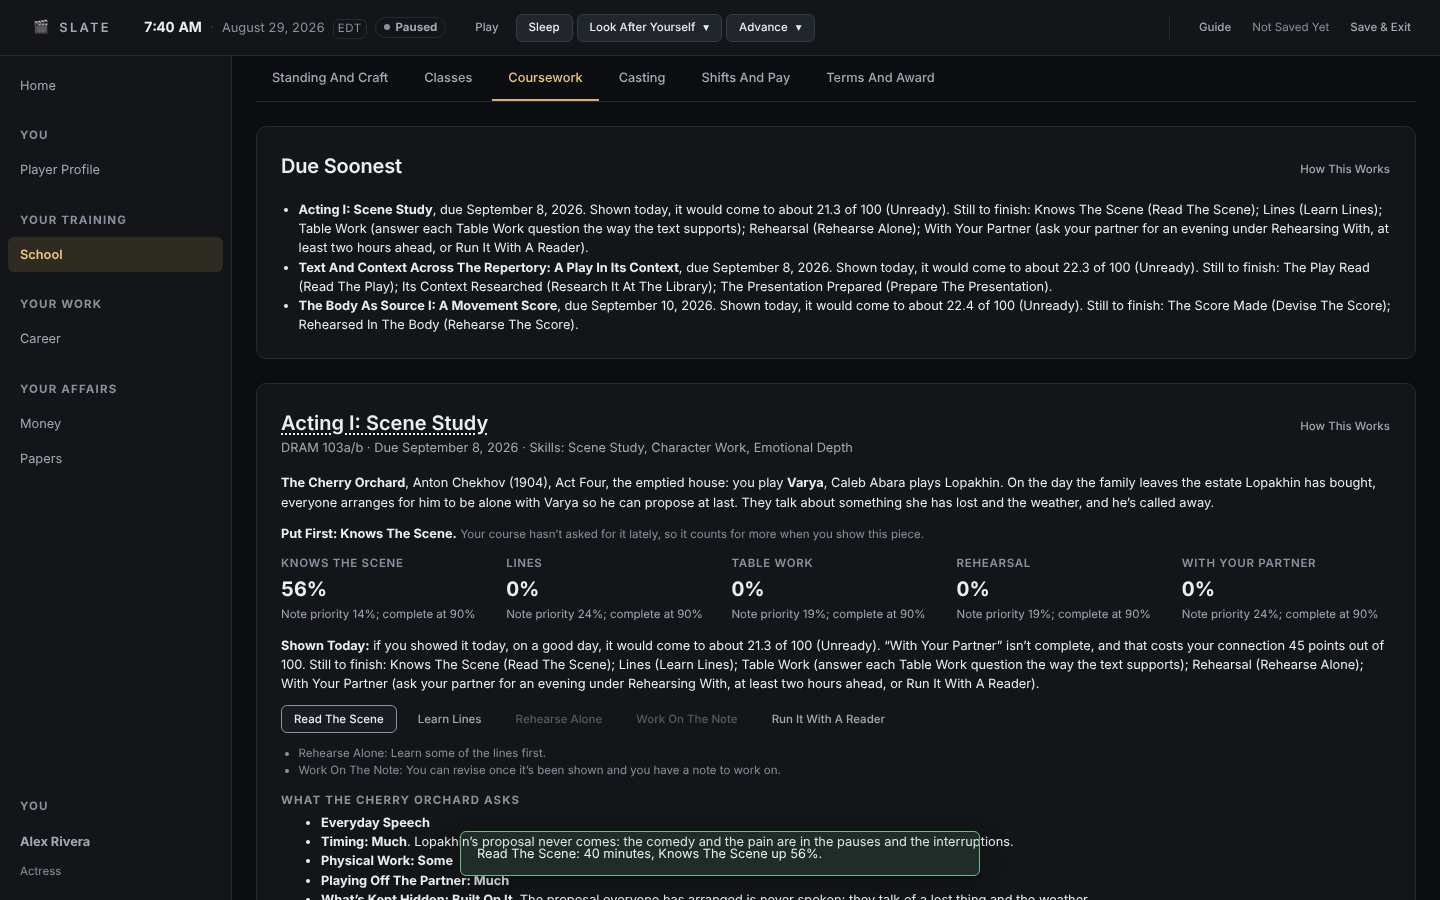 SLATE
7:40 AM · August 29, 2026 EDT Paused
Play Sleep Look After Yourself ▾ Advance ▾
Guide Not Saved Yet Save & Exit
Home
YOU
Player Profile
YOUR TRAINING
School
YOUR WORK
Career
YOUR AFFAIRS
Money
Papers
YOU
Alex Rivera
Actress
Standing And Craft Classes Coursework Casting Shifts And Pay Terms And Award
Due Soonest
How This Works
• Acting I: Scene Study, due September 8, 2026. Shown today, it would come to about 21.3 of 100 (Unready). Still to finish: Knows The Scene (Read The Scene); Lines (Learn Lines);
Table Work (answer each Table Work question the way the text supports); Rehearsal (Rehearse Alone); With Your Partner (ask your partner for an evening under Rehearsing With, at
least two hours ahead, or Run It With A Reader).
• Text And Context Across The Repertory: A Play In Its Context, due September 8, 2026. Shown today, it would come to about 22.3 of 100 (Unready). Still to finish: The Play Read
(Read The Play); Its Context Researched (Research It At The Library); The Presentation Prepared (Prepare The Presentation).
• The Body As Source I: A Movement Score, due September 10, 2026. Shown today, it would come to about 22.4 of 100 (Unready). Still to finish: The Score Made (Devise The Score);
Rehearsed In The Body (Rehearse The Score).
Acting I: Scene Study
How This Works
DRAM 103a/b · Due September 8, 2026 · Skills: Scene Study, Character Work, Emotional Depth
The Cherry Orchard, Anton Chekhov (1904), Act Four, the emptied house: you play Varya, Caleb Abara plays Lopakhin. On the day the family leaves the estate Lopakhin has bought,
everyone arranges for him to be alone with Varya so he can propose at last. They talk about something she has lost and the weather, and he's called away.
Put First: Knows The Scene. Your course hasn't asked for it lately, so it counts for more when you show this piece.
KNOWS THE SCENE LINES TABLE WORK REHEARSAL WITH YOUR PARTNER
56% 0% 0% 0% 0%
Note priority 14%; complete at 90% Note priority 24%; complete at 90% Note priority 19%; complete at 90% Note priority 19%; complete at 90% Note priority 24%; complete at 90%
Shown Today: if you showed it today, on a good day, it would come to about 21.3 of 100 (Unready). “With Your Partner” isn't complete, and that costs your connection 45 points out of
100. Still to finish: Knows The Scene (Read The Scene); Lines (Learn Lines); Table Work (answer each Table Work question the way the text supports); Rehearsal (Rehearse Alone);
With Your Partner (ask your partner for an evening under Rehearsing With, at least two hours ahead, or Run It With A Reader).
Read The Scene Learn Lines Rehearse Alone Work On The Note Run It With A Reader
• Rehearse Alone: Learn some of the lines first.
• Work On The Note: You can revise once it's been shown and you have a note to work on.
WHAT THE CHERRY ORCHARD ASKS
• Everyday Speech
• Timing: Much. Lopakhin's proposal never comes: the comedy and the pain are in the pauses and the interruptions.
• Physical Work: Some
Read The Scene: 40 minutes, Knows The Scene up 56%.
• Playing Off The Partner: Much
• What's Kept Hidden: Built On It. The proposal everyone has arranged is never spoken; they talk of a lost thing and the weather.